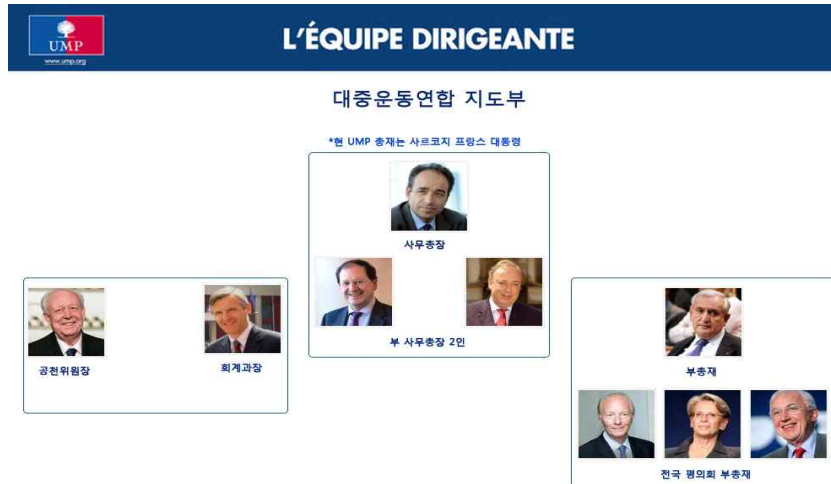 UMP
www.ump.org
L'ÉQUIPE DIRIGEANTE
대중운동연합 지도부
*현 UMP 총재는 사르코지 프랑스 대통령
사무총장
부 사무총장 2인
공천위원장
회계과장
부총재
전국 평의회 부총재